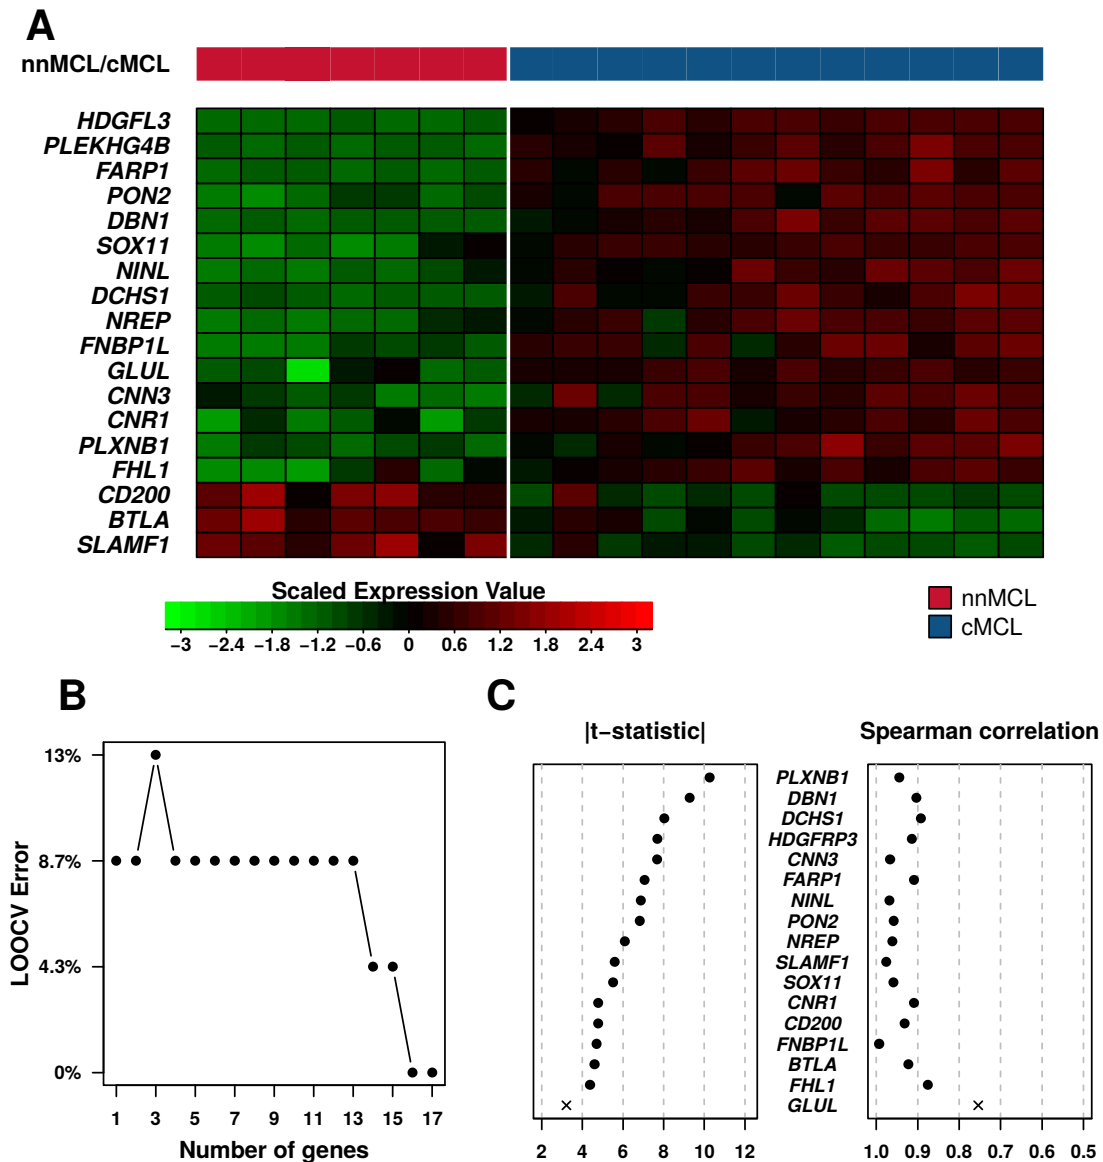 A
nnMCL/cMCL
HDGFL3
PLEKHG4B
FARP1
PON2
DBN1
SOX11
NINL
DCHS1
NREP
FNBP1L
GLUL
CNN3
CNR1
PLXNB1
FHL1
CD200
BTLA
SLAMF1
Scaled Expression Value
−3 −2.4 −1.8 −1.2 −0.6 0 0.6 1.2 1.8 2.4 3
nnMCL
cMCL
B
LOOCV Error
13%
8.7%
4.3%
0%
1 3 5 7 9 11 13 15 17
Number of genes
C
|t−statistic|
Spearman correlation
PLXNB1
DBN1
DCHS1
HDGFRP3
CNN3
FARP1
NINL
PON2
NREP
SLAMF1
SOX11
CNR1
CD200
FNBP1L
BTLA
FHL1
GLUL
2 4 6 8 10 12
1.0 0.9 0.8 0.7 0.6 0.5